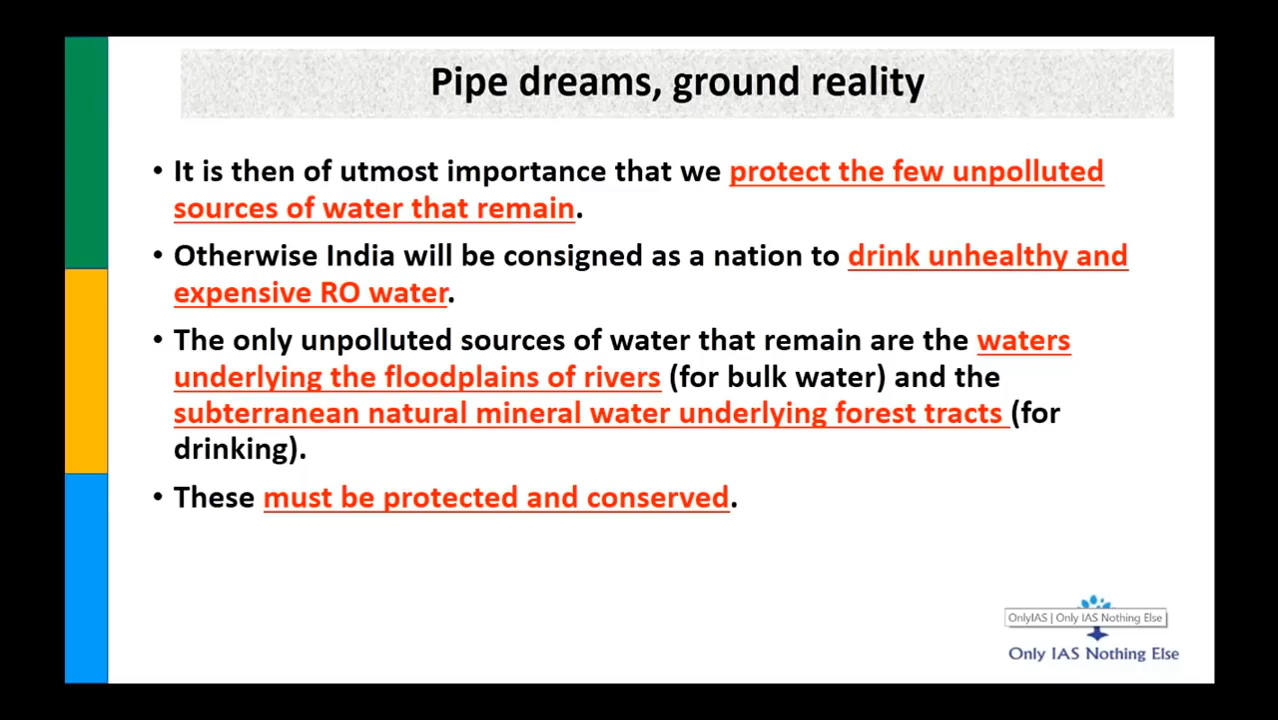 Pipe dreams, ground reality
• It is then of utmost importance that we protect the few unpolluted
sources of water that remain.
• Otherwise India will be consigned as a nation to drink unhealthy and
expensive RO water.
• The only unpolluted sources of water that remain are the waters
underlying the floodplains of rivers (for bulk water) and the
subterranean natural mineral water underlying forest tracts (for
drinking).
• These must be protected and conserved.
OnlyIAS | Only IAS Nothing Else
Only IAS Nothing Else